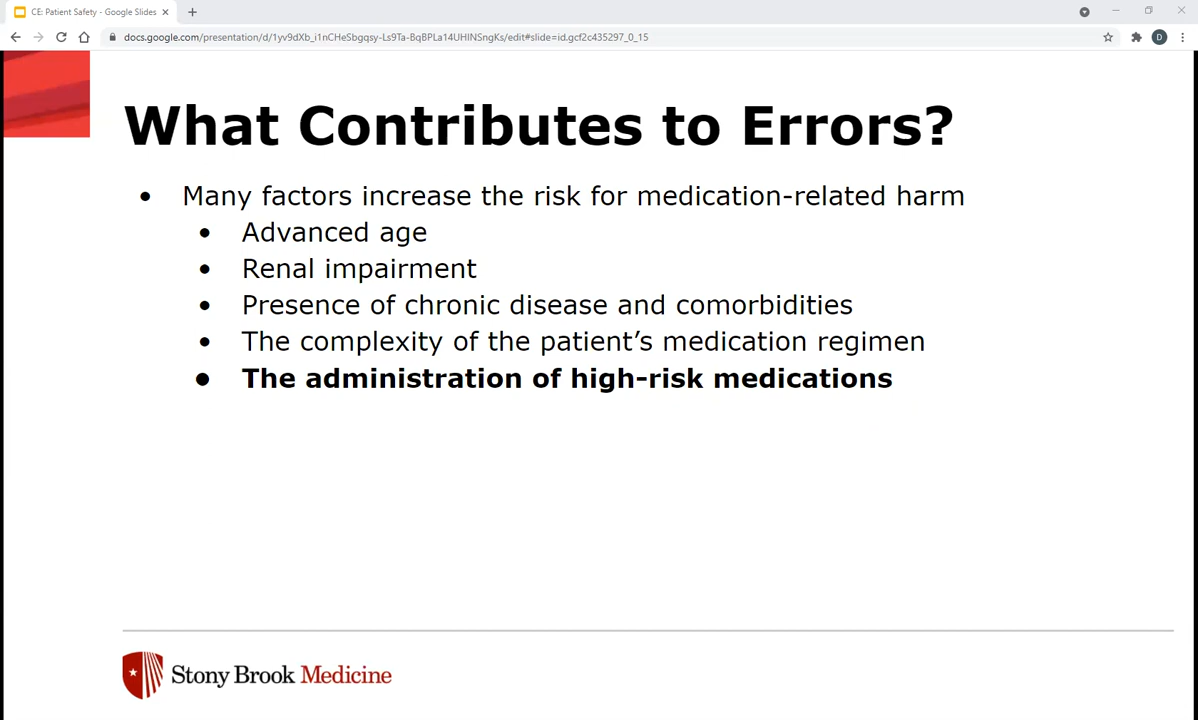 CE: Patient Safety - Google Slides
docs.google.com/presentation/d/1yv9dXb_i1nCHeSbgqsy-Ls9Ta-BqBPLa14UHINSngKs/edit#slide=id.gcf2c435297_0_15
D
What Contributes to Errors?
• Many factors increase the risk for medication-related harm
• Advanced age
• Renal impairment
• Presence of chronic disease and comorbidities
• The complexity of the patient’s medication regimen
• The administration of high-risk medications
Stony Brook Medicine